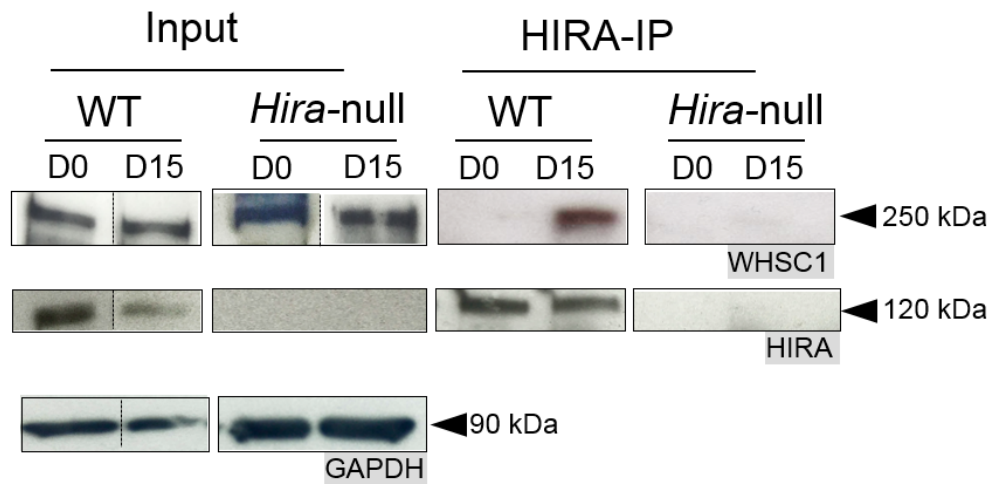 Input HIRA-IP
WT Hira-null WT Hira-null
D0 D15 D0 D15 D0 D15 D0 D15
250 kDa
WHSC1
120 kDa
HIRA
90 kDa
GAPDH